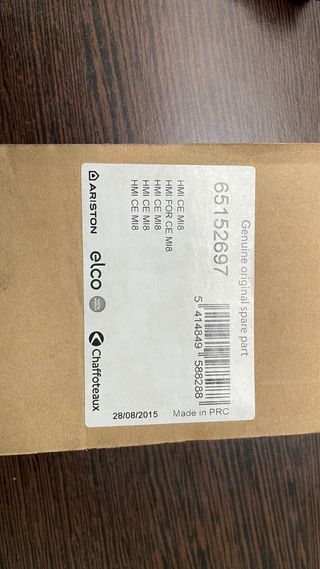 Genuine original spare part
65152697
5 414849 588288
HMI CE MI8
HMI FOR CE MI8
HMI CE MI8
HMI CE MI8
HMI CE MI8
Made in PRC
ARISTON
elco
Chaffoteaux
28/08/2015